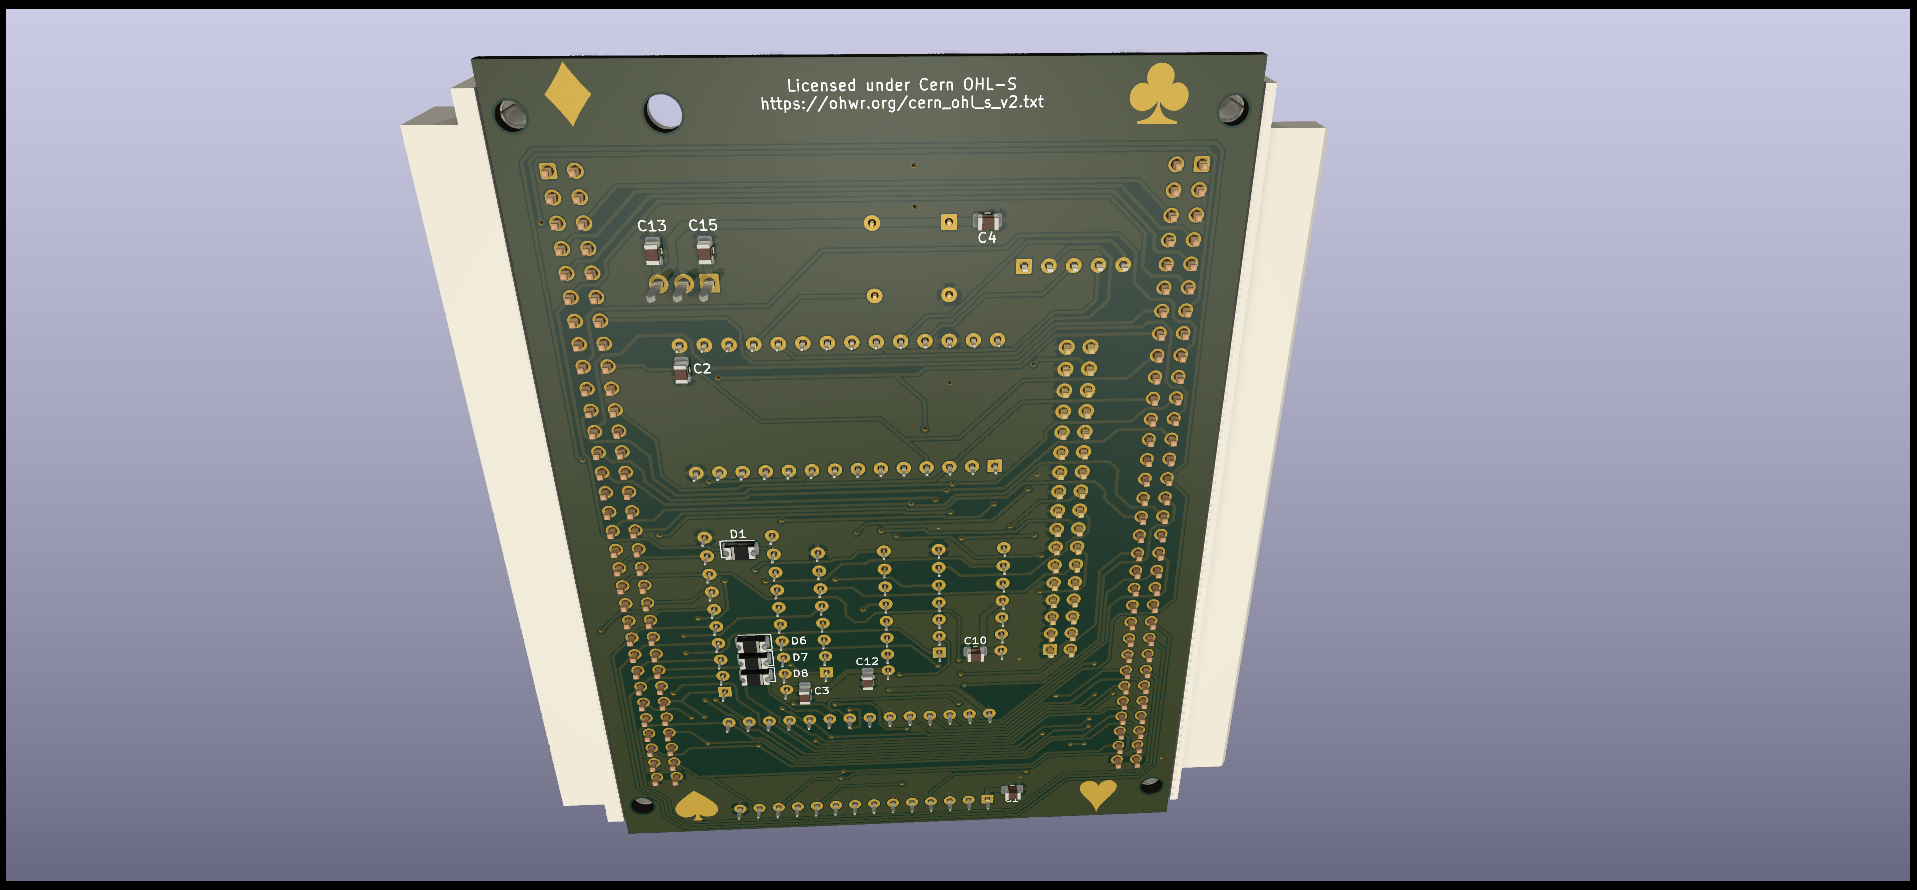 Licensed under Cern OHL-S
https://ohwr.org/cern_ohl_s_v2.txt
C13 C15
C4
C2
D1
D6
C10
D7
C12
D8
C3